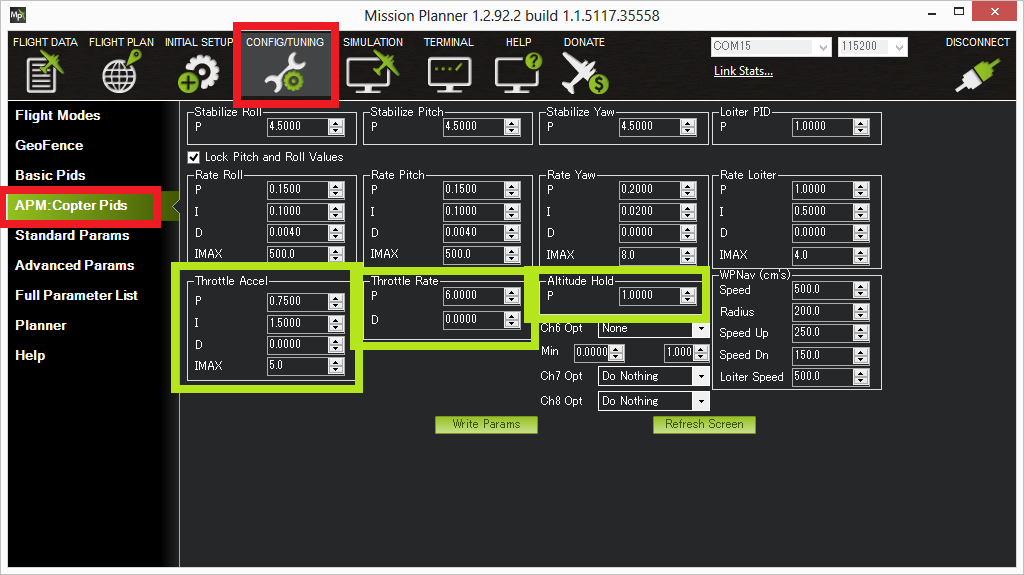 Mp
Mission Planner 1.2.92.2 build 1.1.5117.35558
FLIGHT DATA FLIGHT PLAN INITIAL SETUP CONFIG/TUNING SIMULATION TERMINAL HELP DONATE
COM15 115200 DISCONNECT
Link Stats...
Flight Modes
GeoFence
Basic Pids
APM:Copter Pids
Standard Params
Advanced Params
Full Parameter List
Planner
Help
Stabilize Roll
P 4.5000
Stabilize Pitch
P 4.5000
Stabilize Yaw
P 4.5000
Loiter PID
P 1.0000
Lock Pitch and Roll Values
Rate Roll
P 0.1500
I 0.1000
D 0.0040
IMAX 500.0
Rate Pitch
P 0.1500
I 0.1000
D 0.0040
IMAX 500.0
Rate Yaw
P 0.2000
I 0.0200
D 0.0000
IMAX 8.0
Rate Loiter
P 1.0000
I 0.5000
D 0.0000
IMAX 4.0
Throttle Accel
P 0.7500
I 1.5000
D 0.0000
IMAX 5.0
Throttle Rate
P 6.0000
D 0.0000
Altitude Hold
P 1.0000
Ch6 Opt None
Min 0.0000 1.000
Ch7 Opt Do Nothing
Ch8 Opt Do Nothing
WPNav (cm's)
Speed 500.0
Radius 200.0
Speed Up 250.0
Speed Dn 150.0
Loiter Speed 500.0
Write Params
Refresh Screen